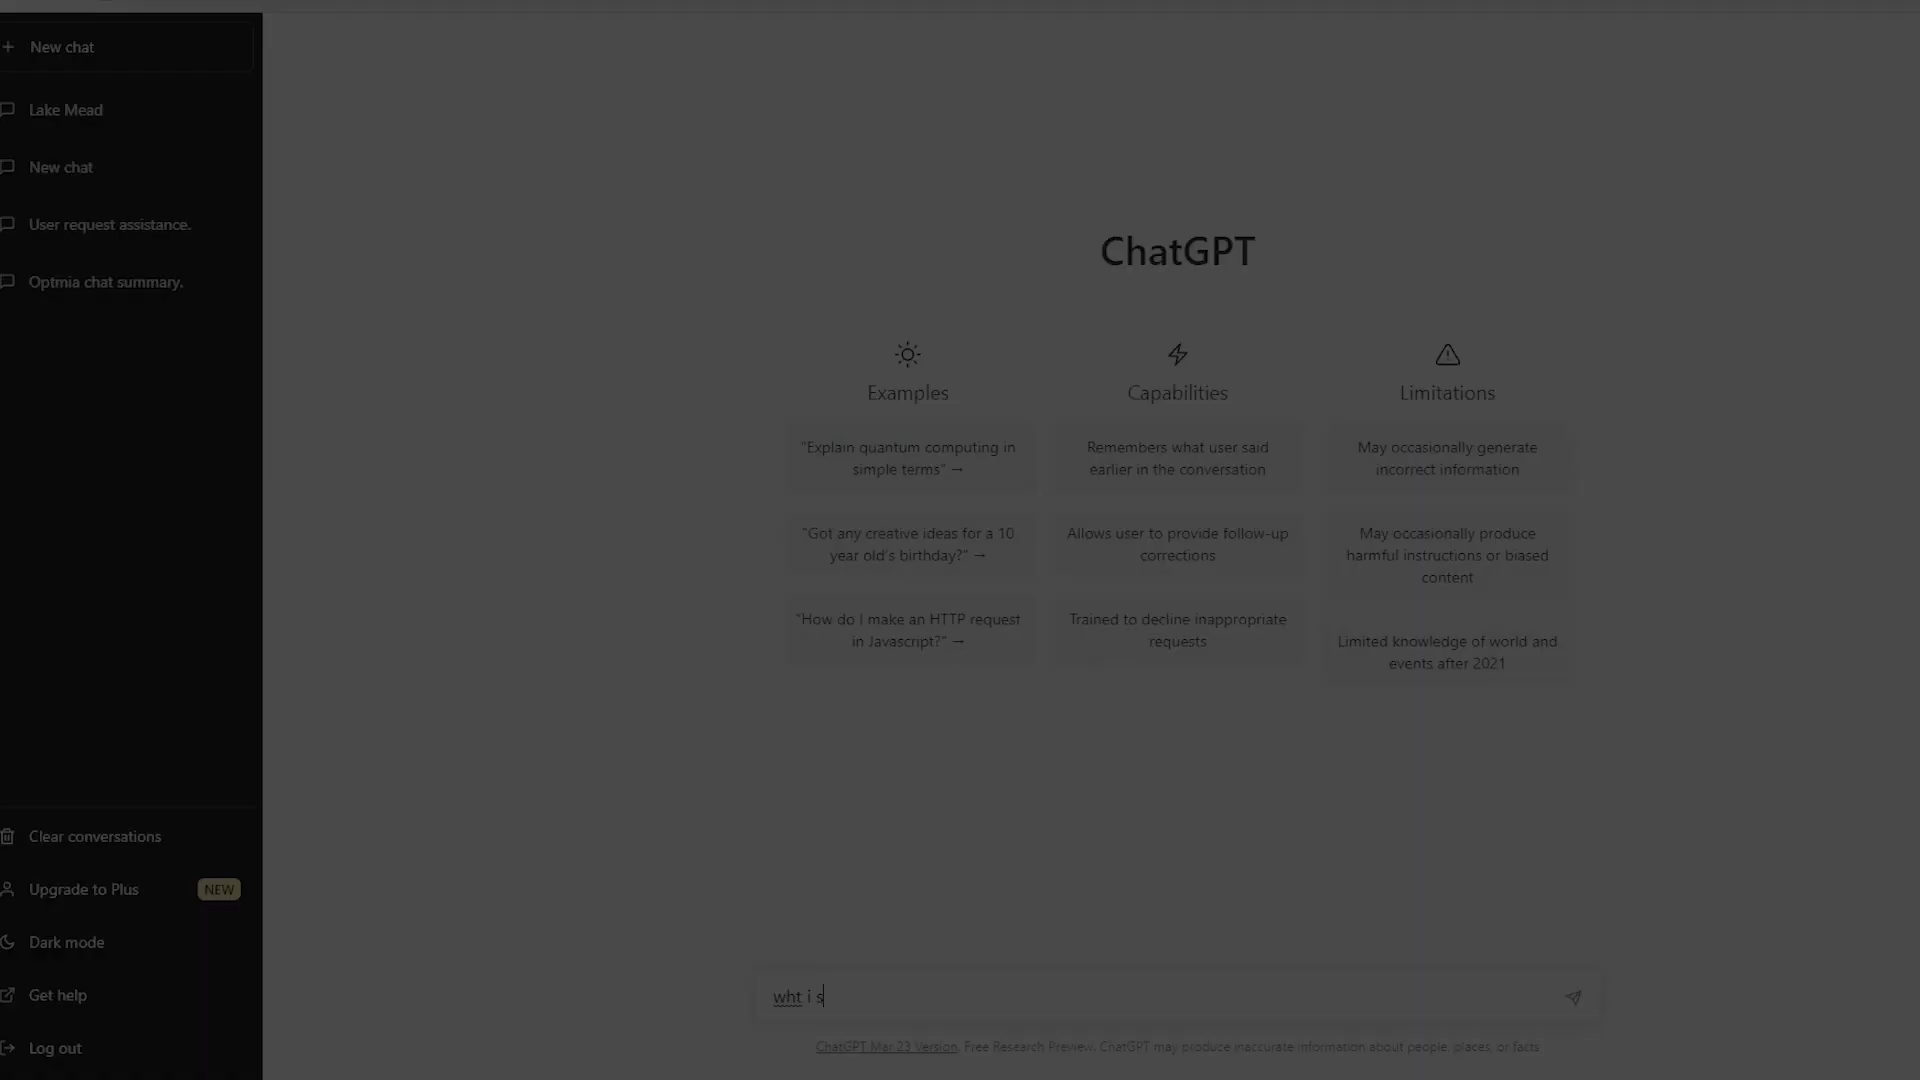 New chat
Lake Mead
New chat
User request assistance.
Optmia chat summary.
Clear conversations
Upgrade to Plus NEW
Dark mode
Get help
Log out
ChatGPT
Examples
"Explain quantum computing in
simple terms" →
"Got any creative ideas for a 10
year old's birthday?" →
"How do I make an HTTP request
in Javascript?" →
Capabilities
Remembers what user said
earlier in the conversation
Allows user to provide follow-up
corrections
Trained to decline inappropriate
requests
Limitations
May occasionally generate
incorrect information
May occasionally produce
harmful instructions or biased
content
Limited knowledge of world and
events after 2021
wht i s
ChatGPT Mar 23 Version. Free Research Preview. ChatGPT may produce inaccurate information about people, places, or facts